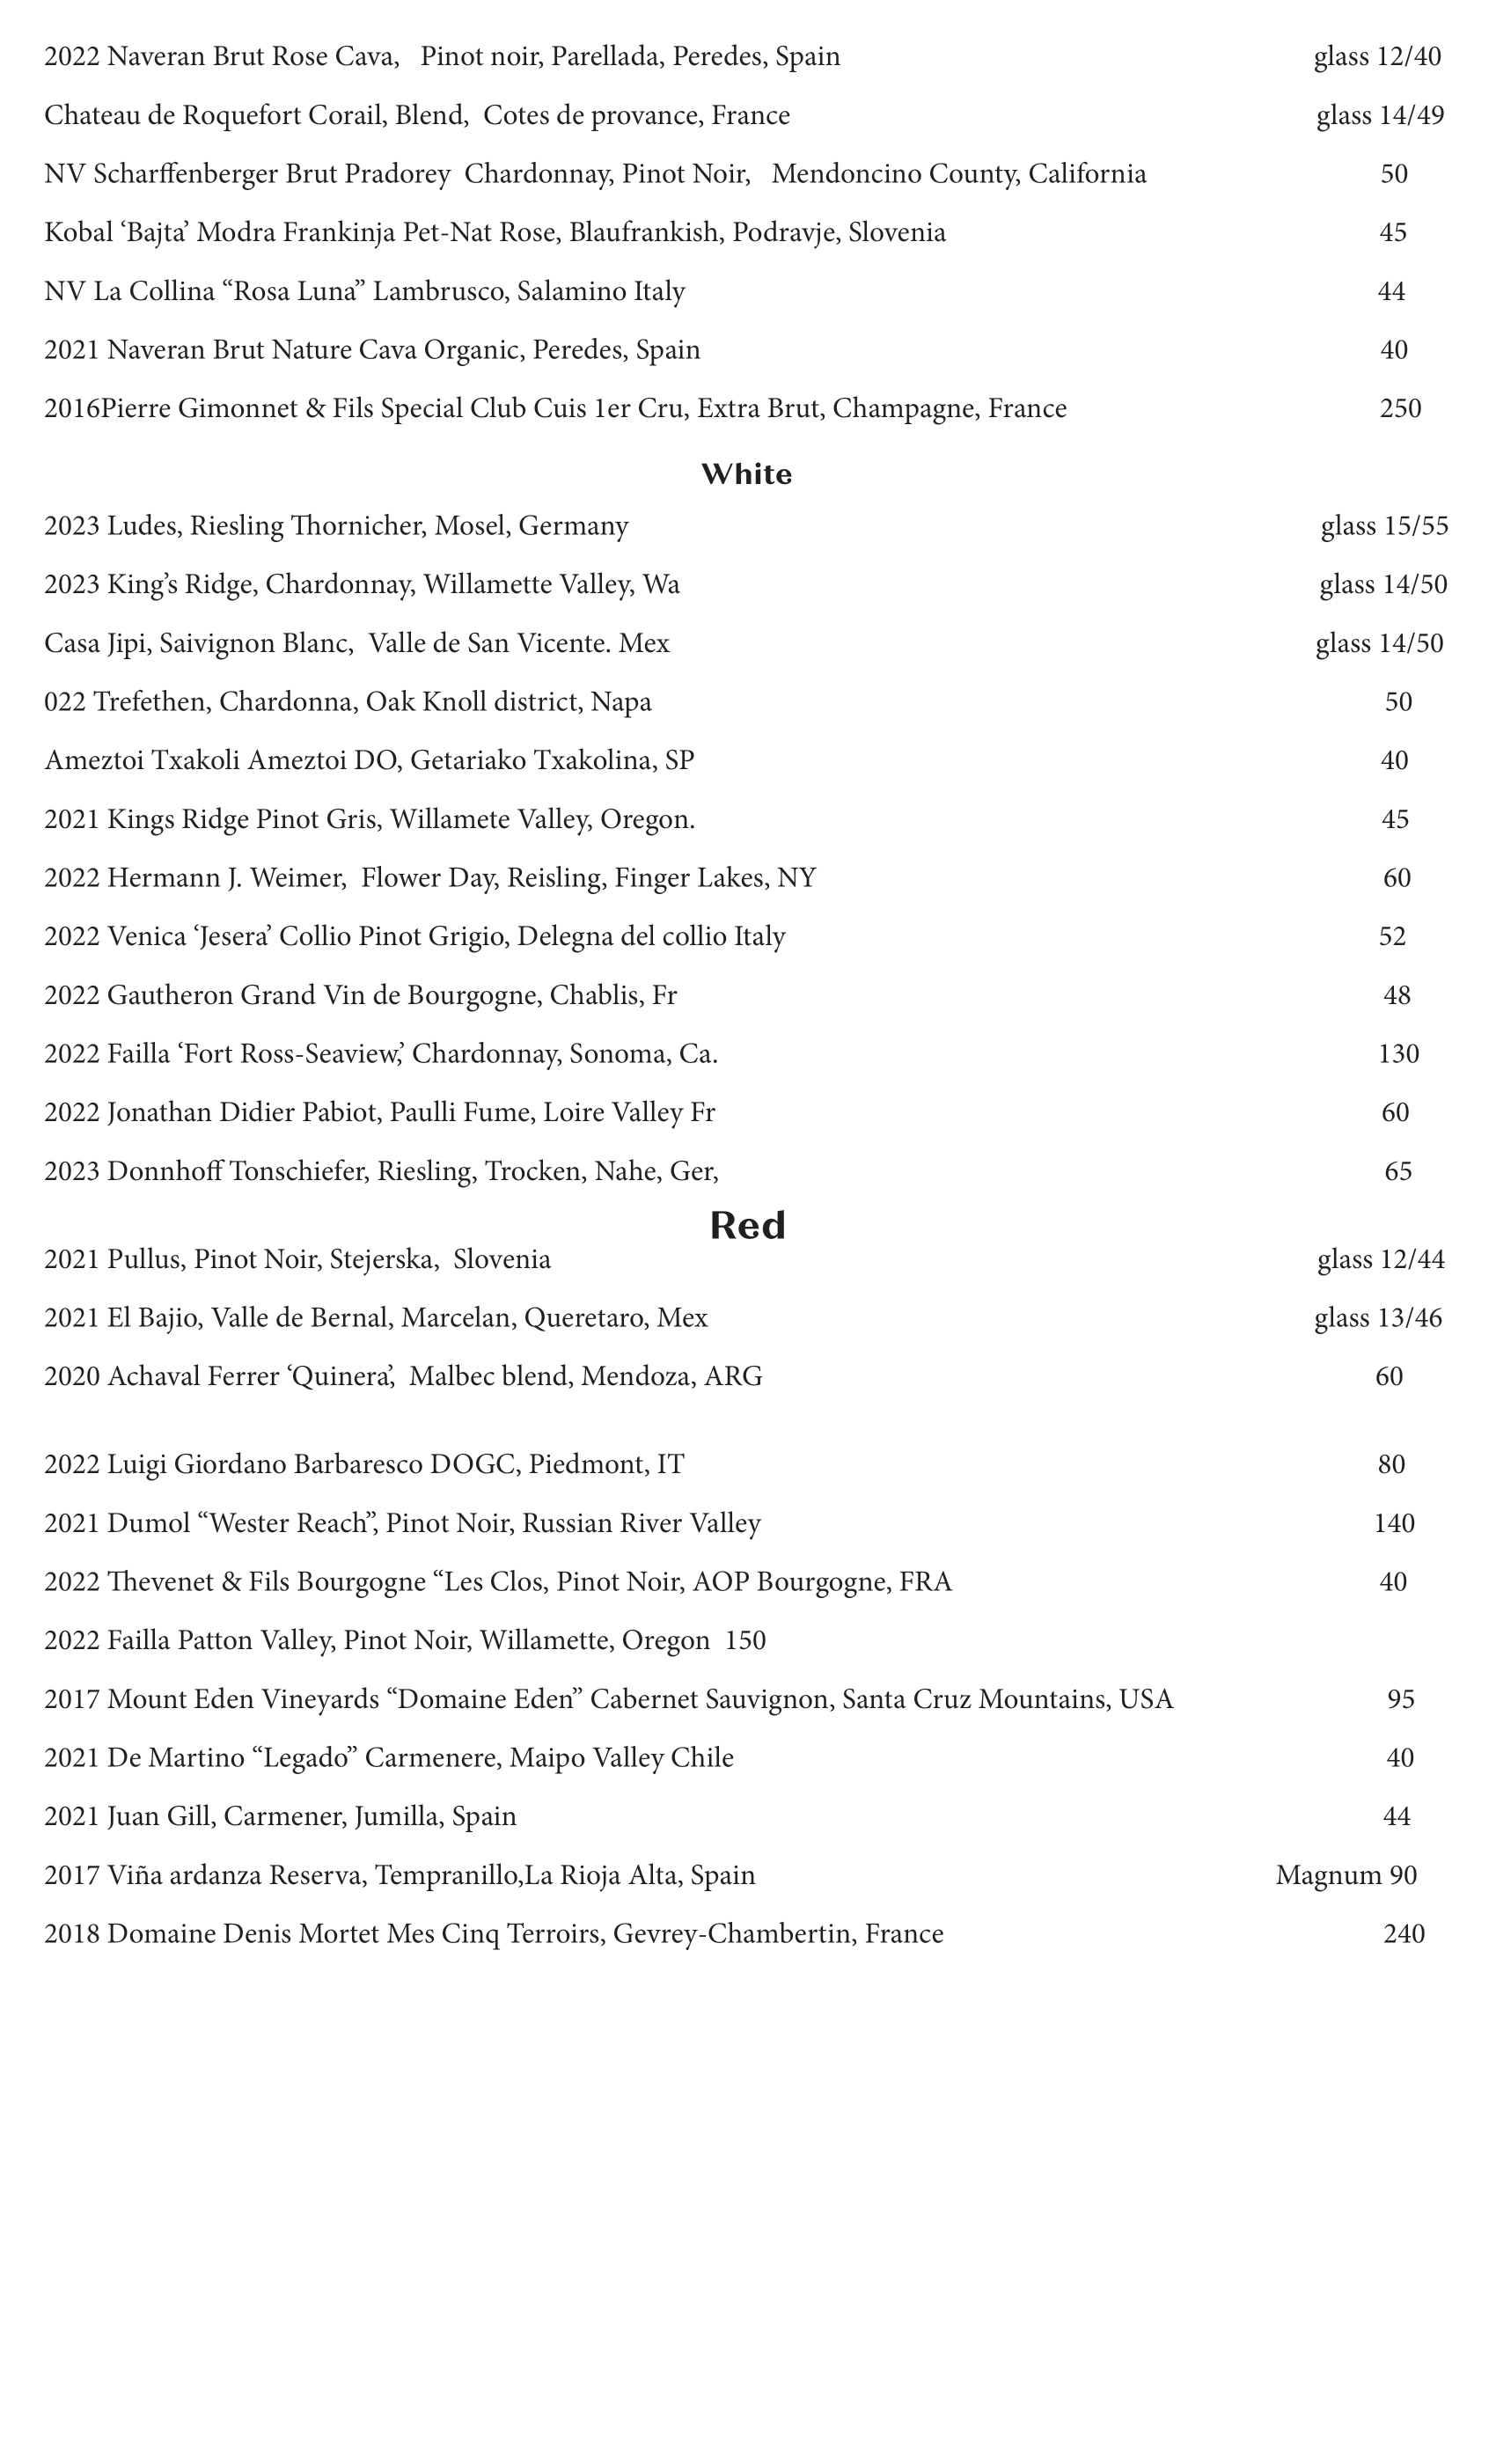 2022 Naveran Brut Rose Cava, Pinot noir, Parellada, Peredes, Spain glass 12/40
Chateau de Roquefort Corail, Blend, Cotes de provance, France glass 14/49
NV Scharffenberger Brut Pradorey Chardonnay, Pinot Noir, Mendoncino County, California 50
Kobal ‘Bajta’ Modra Frankinja Pet-Nat Rose, Blaufrankish, Podravje, Slovenia 45
NV La Collina “Rosa Luna” Lambrusco, Salamino Italy 44
2021 Naveran Brut Nature Cava Organic, Peredes, Spain 40
2016Pierre Gimonnet & Fils Special Club Cuis 1er Cru, Extra Brut, Champagne, France 250
White
2023 Ludes, Riesling Thornicher, Mosel, Germany glass 15/55
2023 King’s Ridge, Chardonnay, Willamette Valley, Wa glass 14/50
Casa Jipi, Saivignon Blanc, Valle de San Vicente. Mex glass 14/50
022 Trefethen, Chardonna, Oak Knoll district, Napa 50
Ameztoi Txakoli Ameztoi DO, Getariako Txakolina, SP 40
2021 Kings Ridge Pinot Gris, Willamete Valley, Oregon. 45
2022 Hermann J. Weimer, Flower Day, Reisling, Finger Lakes, NY 60
2022 Venica ‘Jesera’ Collio Pinot Grigio, Delegna del collio Italy 52
2022 Gautheron Grand Vin de Bourgogne, Chablis, Fr 48
2022 Failla ‘Fort Ross-Seaview,’ Chardonnay, Sonoma, Ca. 130
2022 Jonathan Didier Pabiot, Paulli Fume, Loire Valley Fr 60
2023 Donnhoff Tonschiefer, Riesling, Trocken, Nahe, Ger, 65
Red
2021 Pullus, Pinot Noir, Stejerska, Slovenia glass 12/44
2021 El Bajio, Valle de Bernal, Marcelan, Queretaro, Mex glass 13/46
2020 Achaval Ferrer ‘Quinera’, Malbec blend, Mendoza, ARG 60
2022 Luigi Giordano Barbaresco DOGC, Piedmont, IT 80
2021 Dumol “Wester Reach”, Pinot Noir, Russian River Valley 140
2022 Thevenet & Fils Bourgogne “Les Clos, Pinot Noir, AOP Bourgogne, FRA 40
2022 Failla Patton Valley, Pinot Noir, Willamette, Oregon 150
2017 Mount Eden Vineyards “Domaine Eden” Cabernet Sauvignon, Santa Cruz Mountains, USA 95
2021 De Martino “Legado” Carmenere, Maipo Valley Chile 40
2021 Juan Gill, Carmener, Jumilla, Spain 44
2017 Viña ardanza Reserva, Tempranillo,La Rioja Alta, Spain Magnum 90
2018 Domaine Denis Mortet Mes Cinq Terroirs, Gevrey-Chambertin, France 240